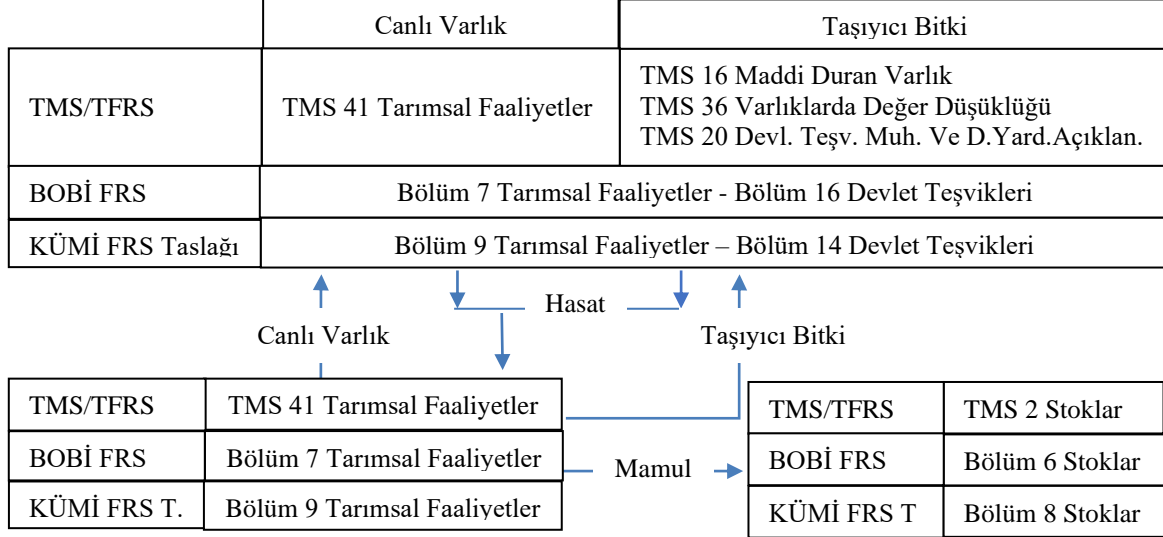 Canlı Varlık Taşıyıcı Bitki
TMS/TFRS TMS 41 Tarımsal Faaliyetler
TMS 16 Maddi Duran Varlık
TMS 36 Varlıklarda Değer Düşüklüğü
TMS 20 Devl. Teşv. Muh. Ve D.Yard.Açıklan.
BOBİ FRS Bölüm 7 Tarımsal Faaliyetler - Bölüm 16 Devlet Teşvikleri
KÜMİ FRS Taslağı Bölüm 9 Tarımsal Faaliyetler – Bölüm 14 Devlet Teşvikleri
Hasat
Canlı Varlık Taşıyıcı Bitki
TMS/TFRS TMS 41 Tarımsal Faaliyetler
BOBİ FRS Bölüm 7 Tarımsal Faaliyetler
KÜMİ FRS T. Bölüm 9 Tarımsal Faaliyetler
Mamul
TMS/TFRS TMS 2 Stoklar
BOBİ FRS Bölüm 6 Stoklar
KÜMİ FRS T Bölüm 8 Stoklar